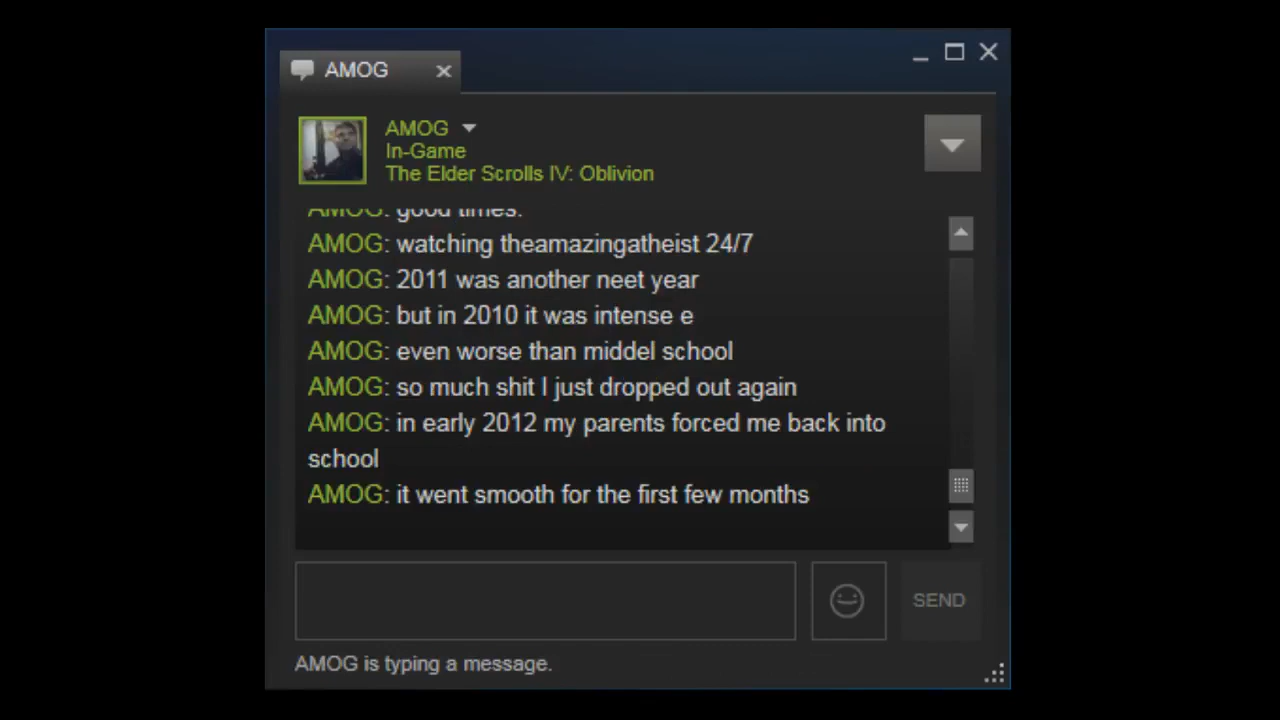 AMOG
AMOG
In-Game
The Elder Scrolls IV: Oblivion
AMOG: good times.
AMOG: watching theamazingatheist 24/7
AMOG: 2011 was another neet year
AMOG: but in 2010 it was intense e
AMOG: even worse than middel school
AMOG: so much shit I just dropped out again
AMOG: in early 2012 my parents forced me back into
school
AMOG: it went smooth for the first few months
SEND
AMOG is typing a message.